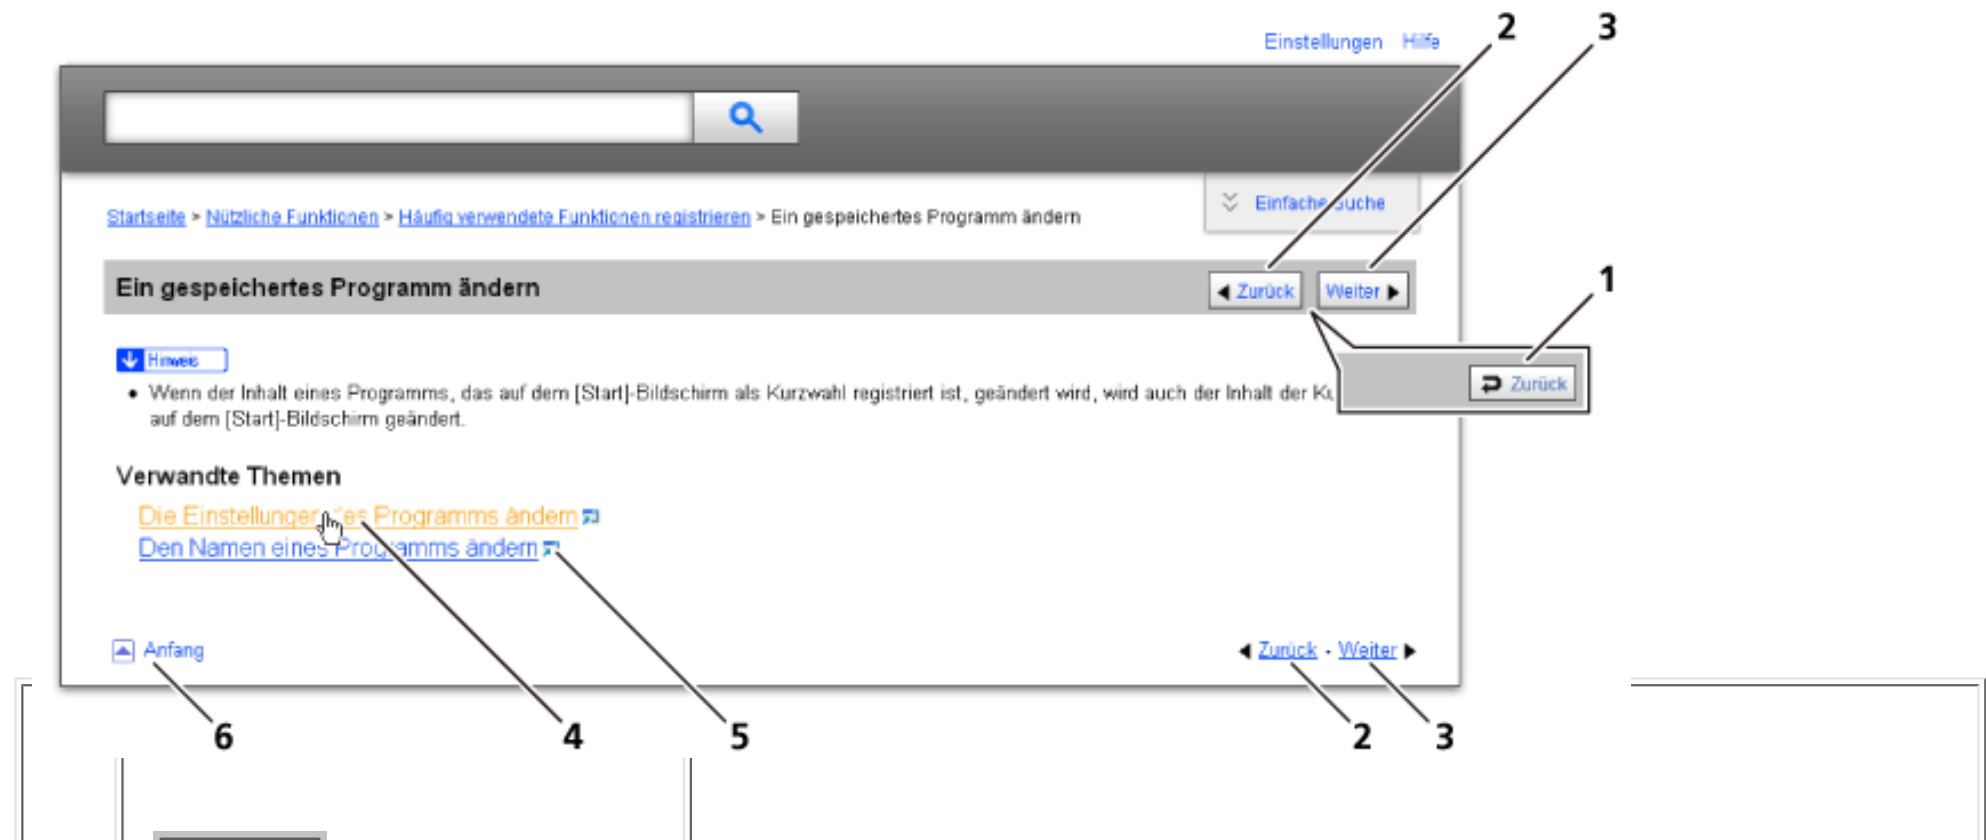 Einstellungen Hilfe 2 3
Einfache Suche
Startseite > Nützliche Funktionen > Häufig verwendete Funktionen registrieren > Ein gespeichertes Programm ändern
Ein gespeichertes Programm ändern
Zurück Weiter
1
Zurück
Hinweis
• Wenn der Inhalt eines Programms, das auf dem [Start]-Bildschirm als Kurzwahl registriert ist, geändert wird, wird auch der Inhalt der
auf dem [Start]-Bildschirm geändert.
Verwandte Themen
Die Einstellungen des Programms ändern
Den Namen eines Programms ändern
Anfang
Zurück - Weiter
6 4 5 2 3